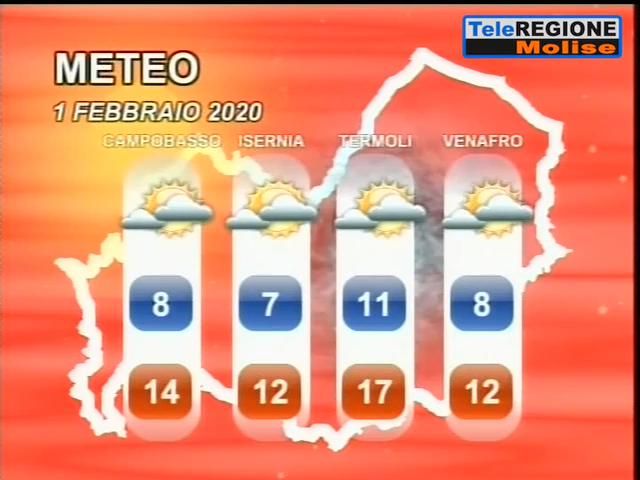 TeleREGIONE
Molise
METEO
1 FEBBRAIO 2020
CAMPOBASSO ISERNIA TERMOLI VENAFRO
8 7 11 8
14 12 17 12